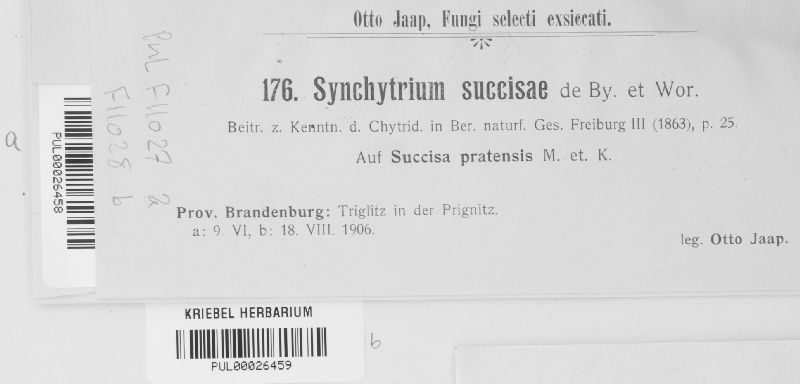 Otto Jaap, Fungi selecti exsiccati.
176. Synchytrium succisae de By. et Wor.
Beitr. z. Kenntn. d. Chytrid. in Ber. naturf. Ges. Freiburg III (1863), p. 25.
Auf Succisa pratensis M. et. K.
Prov. Brandenburg: Triglitz in der Prignitz.
a: 9. VI, b: 18. VIII. 1906.
leg. Otto Jaap.
PUL F11027 a
F11028 b
a
PUL00026458
KRIEBEL HERBARIUM
PUL00026459
b